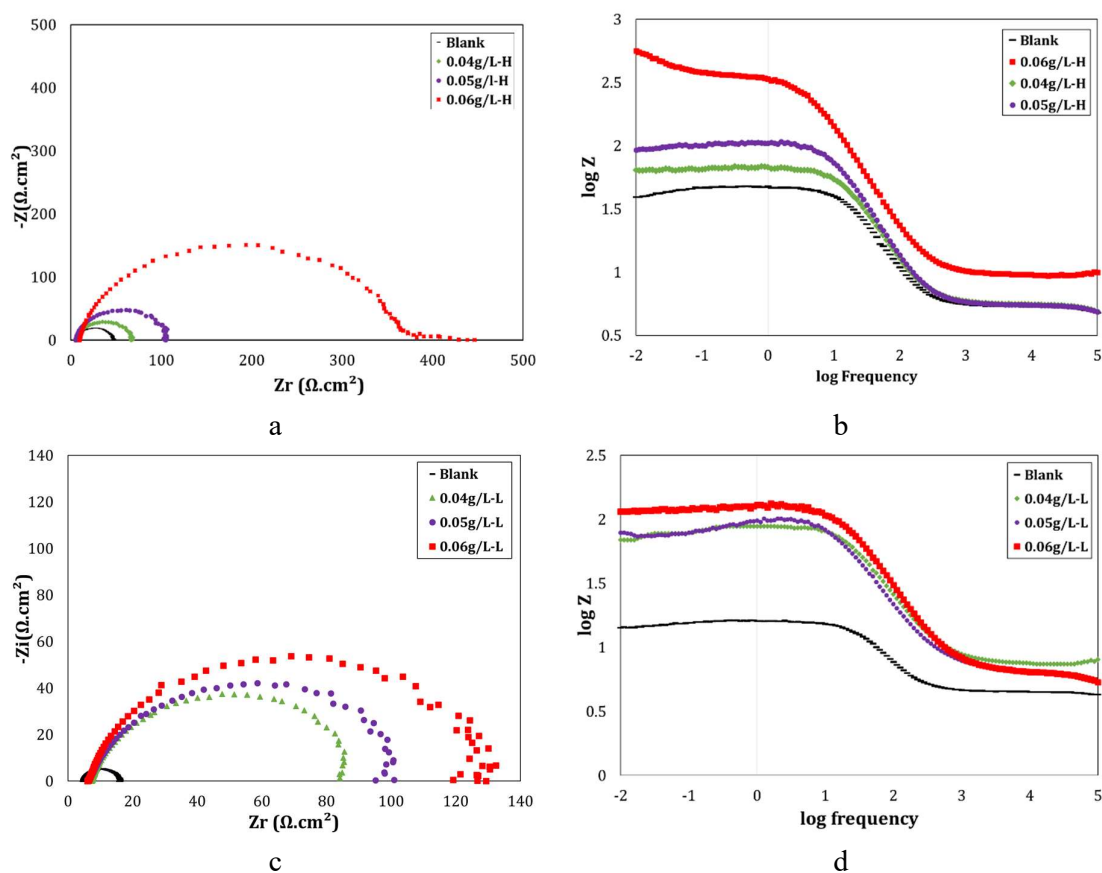 500
400
300
200
100
0
-Z(Ω.cm²)
0
100
200
300
400
500
Zr (Ω.cm²)
Blank
0.04g/L-H
0.05g/l-H
0.06g/L-H
a
3
2.5
2
1.5
1
0.5
log Z
-2
-1
0
1
2
3
4
5
log Frequency
Blank
0.06g/L-H
0.04g/L-H
0.05g/L-H
b
140
120
100
80
60
40
20
0
-Zi(Ω.cm²)
0
20
40
60
80
100
120
140
Zr (Ω.cm²)
Blank
0.04g/L-L
0.05g/L-L
0.06g/L-L
c
2.5
2
1.5
1
0.5
0
log Z
-2
-1
0
1
2
3
4
5
log frequency
Blank
0.04g/L-L
0.05g/L-L
0.06g/L-L
d